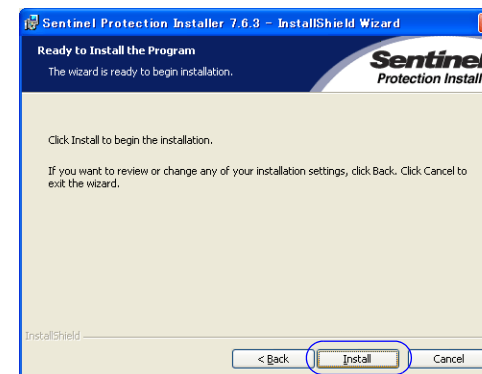 Sentinel Protection Installer 7.6.3 - InstallShield Wizard
Ready to Install the Program
The wizard is ready to begin installation.
Sentinel
Protection Install
Click Install to begin the installation.
If you want to review or change any of your installation settings, click Back. Click Cancel to
exit the wizard.
InstallShield
< Back
Install
Cancel